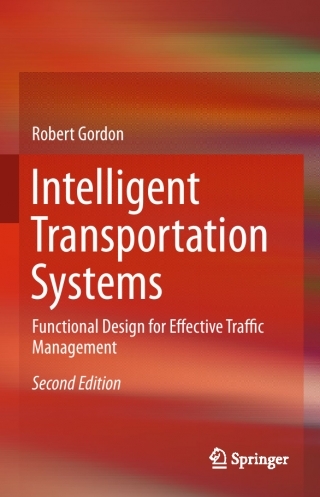 Robert Gordon
Intelligent
Transportation
Systems
Functional Design for Effective Traffic
Management
Second Edition
Springer